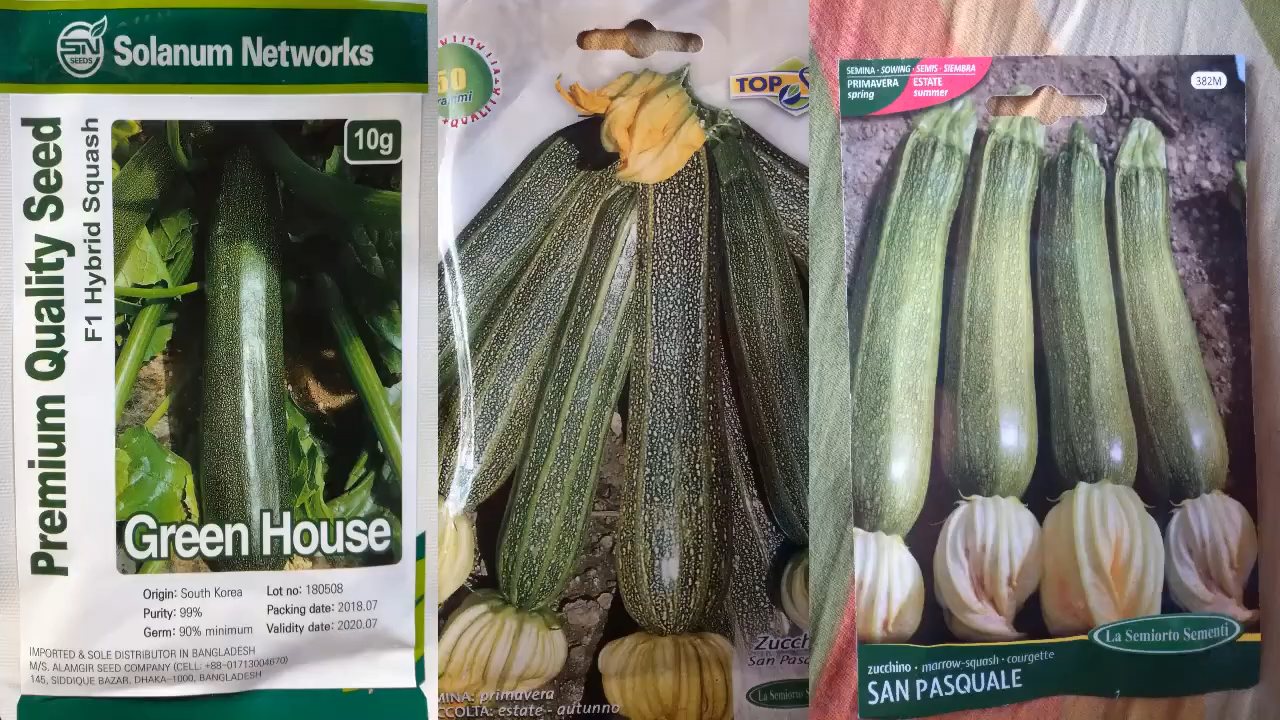 SN
SEEDS
Solanum Networks
Premium Quality Seed
F1 Hybrid Squash
10g
Green House
Origin: South Korea
Purity: 99%
Germ: 90% minimum
Lot no: 180508
Packing date: 2018.07
Validity date: 2020.07
IMPORTED & SOLE DISTRIBUTOR IN BANGLADESH
M/S. ALAMGIR SEED COMPANY (CELL: +88-01713004670)
145, SIDDIQUE BAZAR, DHAKA-1000, BANGLADESH
50
TOP
estate - autunno
primavera
La Semiorto
SEMINA · SOWING · SEMIS · SIEMBRA
PRIMAVERA ESTATE
spring summer
382M
La Semiorto Sementi
zucchino · marrow-squash · courgette
SAN PASQUALE